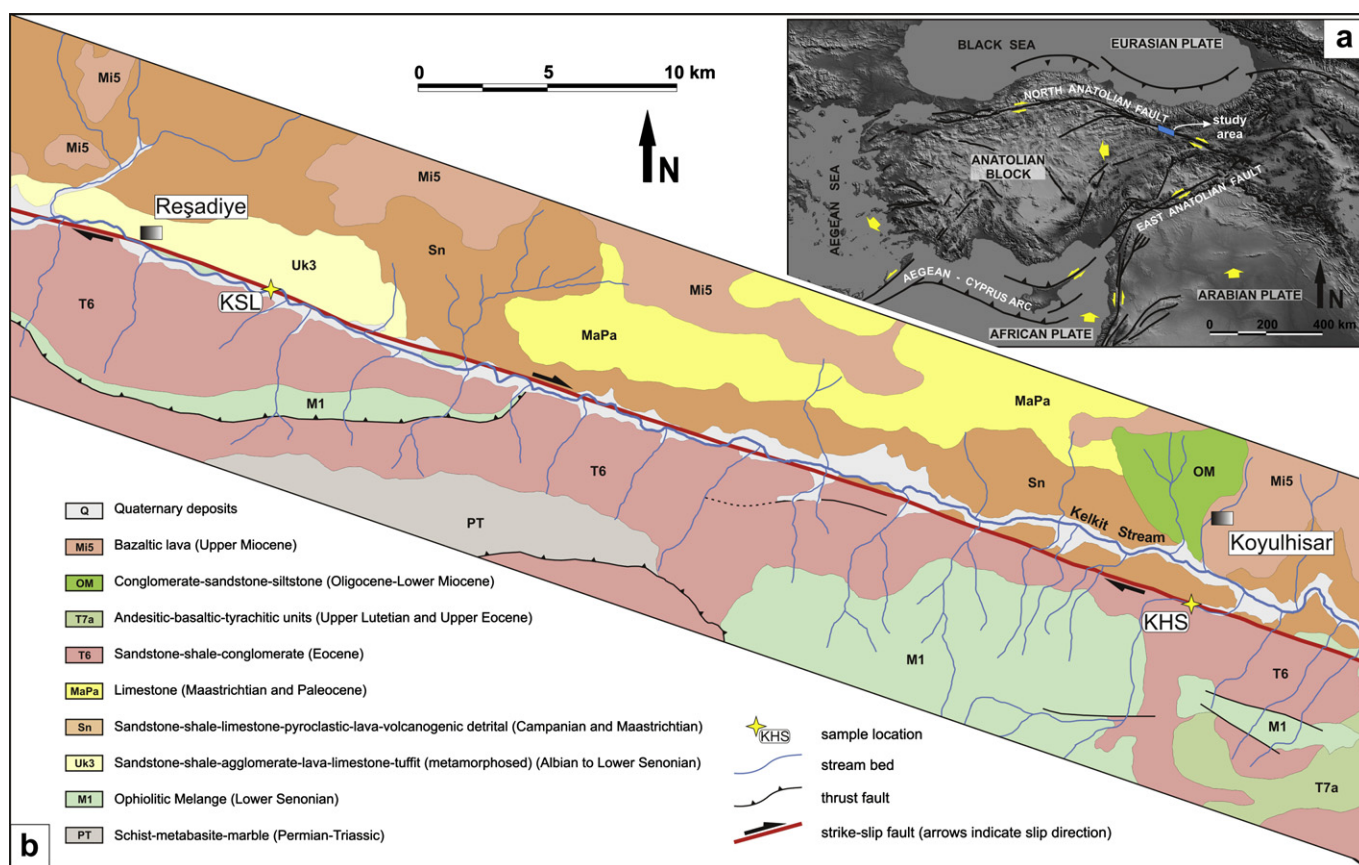 a
BLACK SEA
EURASIAN PLATE
NORTH ANATOLIAN FAULT
study
area
ANATOLIAN
BLOCK
AEGEAN SEA
EAST ANATOLIAN FAULT
AEGEAN - CYPRUS ARC
ARABIAN PLATE
AFRICAN PLATE
N
0 200 400 km
0 5 10 km
N
Mi5
Mi5
Mi5
Reşadiye
Sn
Uk3
KSL
Mi5
T6
MaPa
M1
MaPa
T6
OM
Mi5
Sn
Kelkit Stream
Koyulhisar
PT
KHS
M1
T6
M1
T7a
Q Quaternary deposits
Mi5 Bazaltic lava (Upper Miocene)
OM Conglomerate-sandstone-siltstone (Oligocene-Lower Miocene)
T7a Andesitic-basaltic-tyrachitic units (Upper Lutetian and Upper Eocene)
T6 Sandstone-shale-conglomerate (Eocene)
MaPa Limestone (Maastrichtian and Paleocene)
Sn Sandstone-shale-limestone-pyroclastic-lava-volcanogenic detrital (Campanian and Maastrichtian)
Uk3 Sandstone-shale-agglomerate-lava-limestone-tuffit (metamorphosed) (Albian to Lower Senonian)
M1 Ophiolitic Melange (Lower Senonian)
PT Schist-metabasite-marble (Permian-Triassic)
KHS sample location
stream bed
thrust fault
strike-slip fault (arrows indicate slip direction)
b